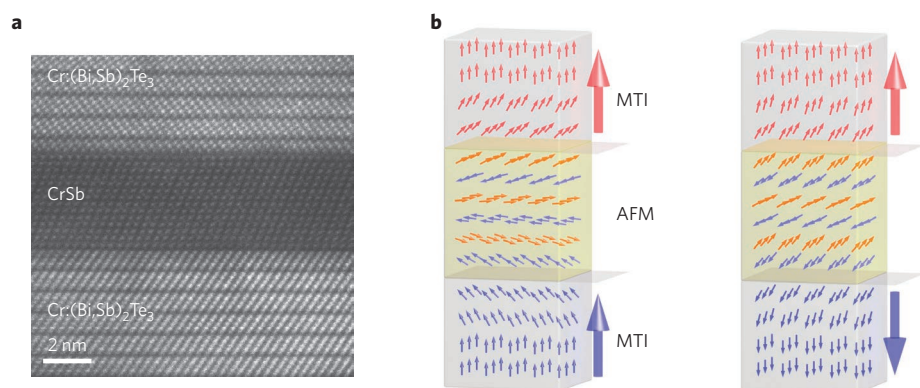 a
Cr:(Bi,Sb)₂Te₃
CrSb
Cr:(Bi,Sb)₂Te₃
2 nm
b
MTI
AFM
MTI